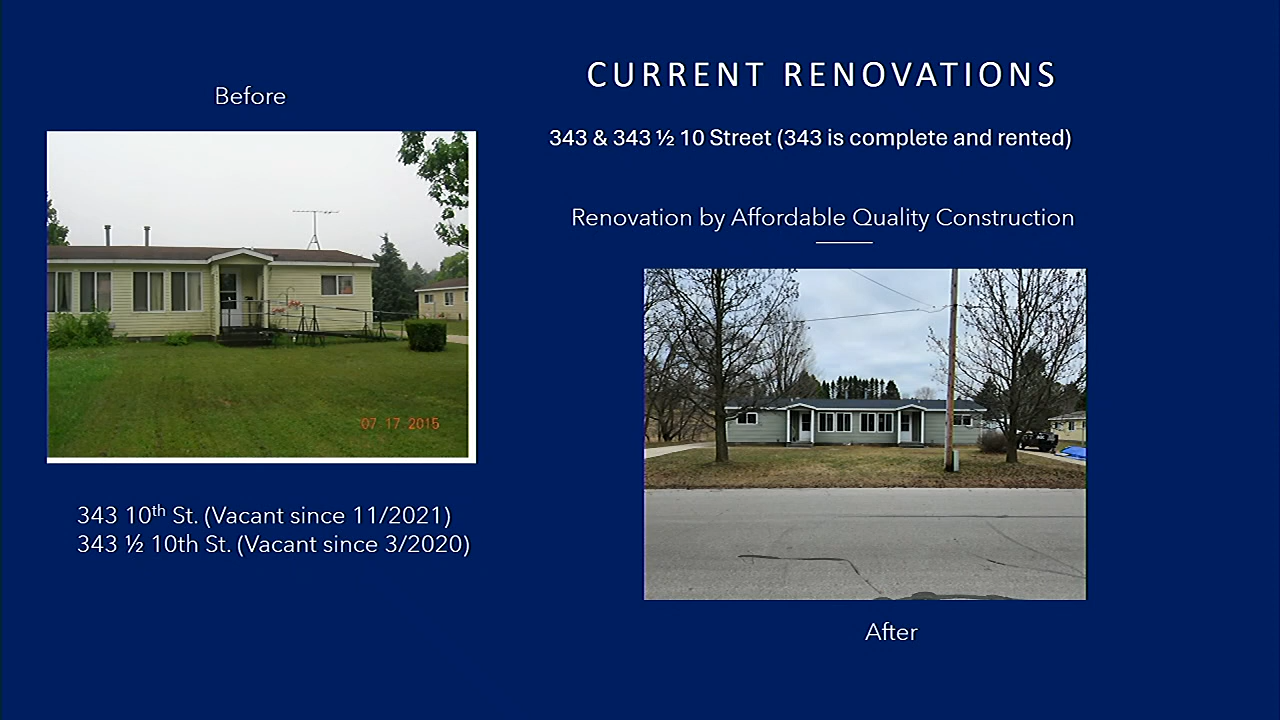 CURRENT RENOVATIONS
343 & 343 ½ 10 Street (343 is complete and rented)
Renovation by Affordable Quality Construction
Before
07 17 2015
343 10th St. (Vacant since 11/2021)
343 ½ 10th St. (Vacant since 3/2020)
After